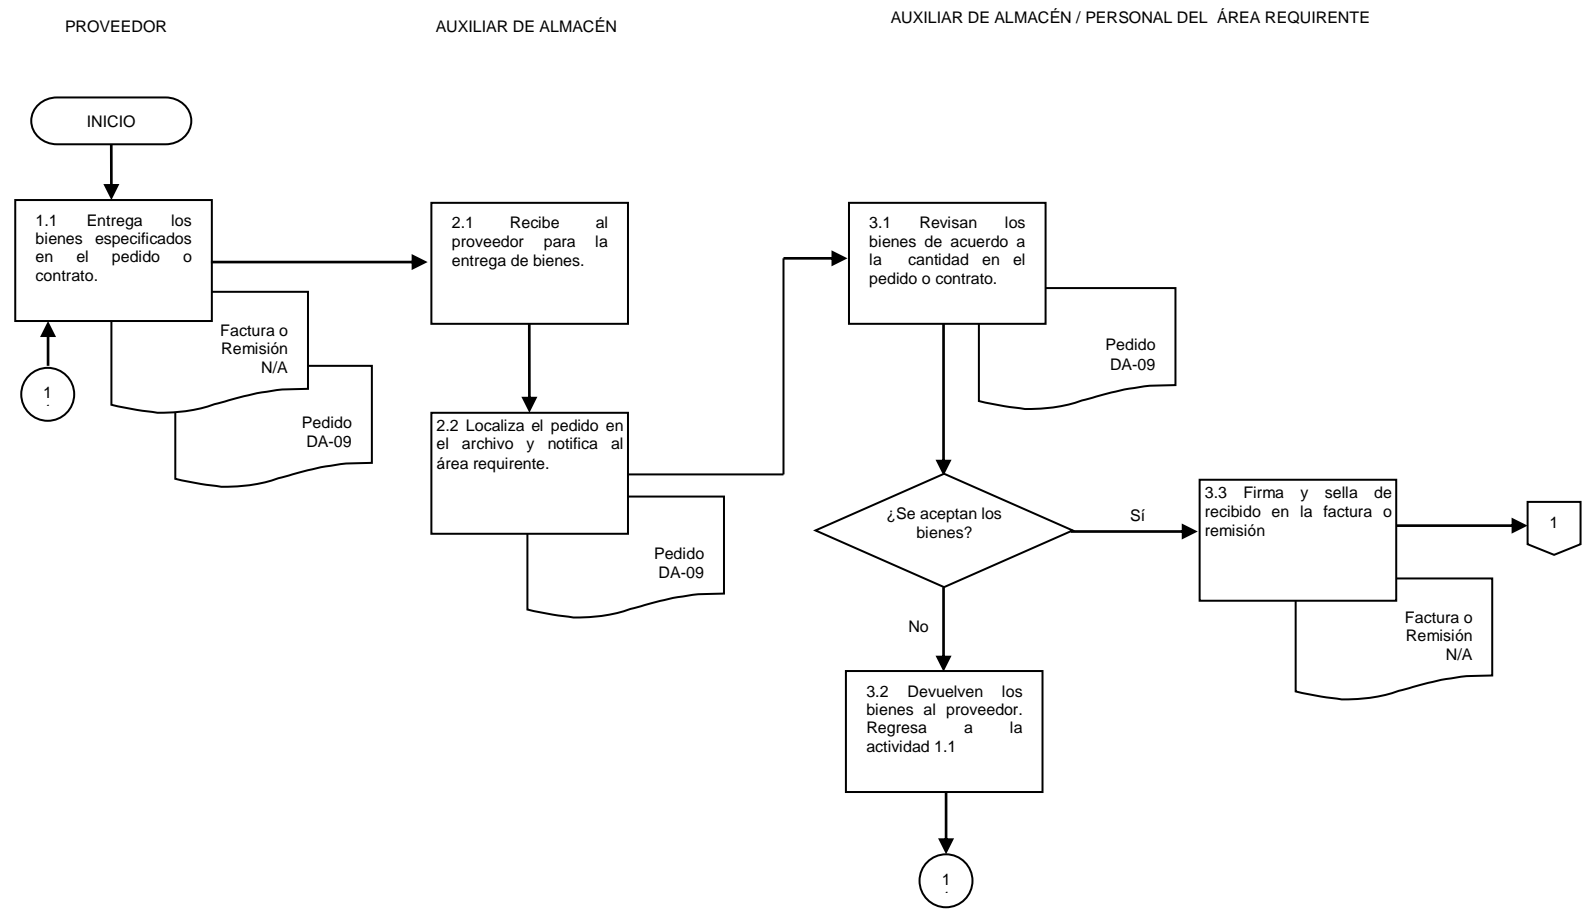 PROVEEDOR
AUXILIAR DE ALMACÉN
AUXILIAR DE ALMACÉN / PERSONAL DEL ÁREA REQUIRENTE
INICIO
1.1 Entrega los
bienes especificados
en el pedido o
contrato.
Factura o
Remisión
N/A
Pedido
DA-09
1
2.1 Recibe al
proveedor para la
entrega de bienes.
2.2 Localiza el pedido en
el archivo y notifica al
área requirente.
Pedido
DA-09
3.1 Revisan los
bienes de acuerdo a
la cantidad en el
pedido o contrato.
Pedido
DA-09
¿Se aceptan los
bienes?
Sí
No
3.3 Firma y sella de
recibido en la factura o
remisión
Factura o
Remisión
N/A
1
3.2 Devuelven los
bienes al proveedor.
Regresa a la
actividad 1.1
1